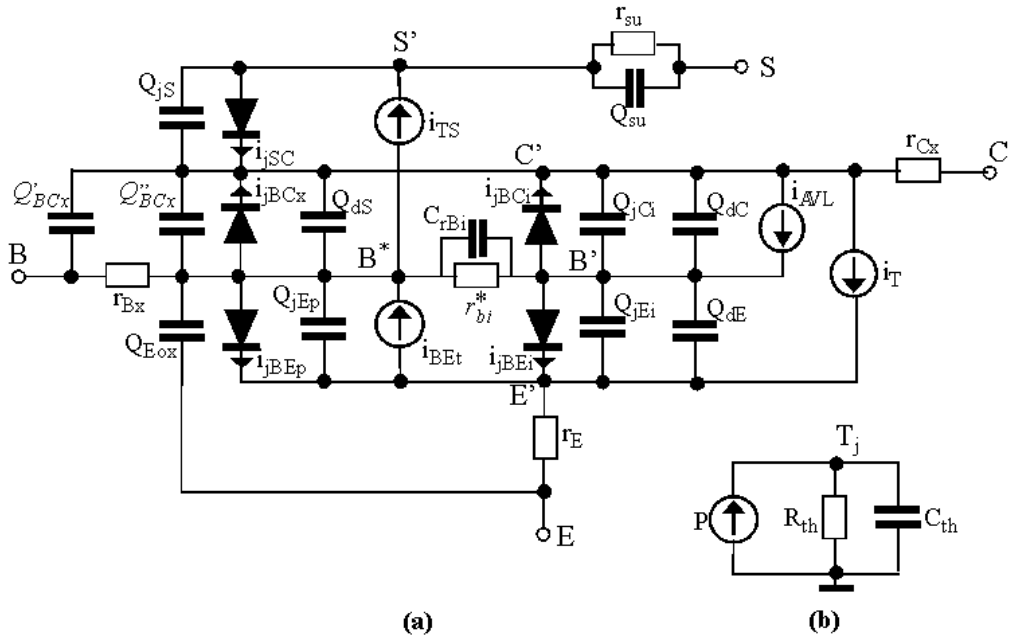 r_su
S'
S
Q_jS
Q_su
i_TS
i_jSC
r_Cx
C'
C
Q'_BCx
Q''_BCx
i_jBCx
Q_dS
i_jBCi
Q_jCi
Q_dC
i_AVL
C_rBi
B
B*
B'
i_T
r_Bx
Q_jEp
r*_bi
Q_jEi
Q_dE
Q_Eox
i_jBEp
i_BEt
i_jBEi
E'
r_E
T_j
P
R_th
C_th
E
(a)
(b)